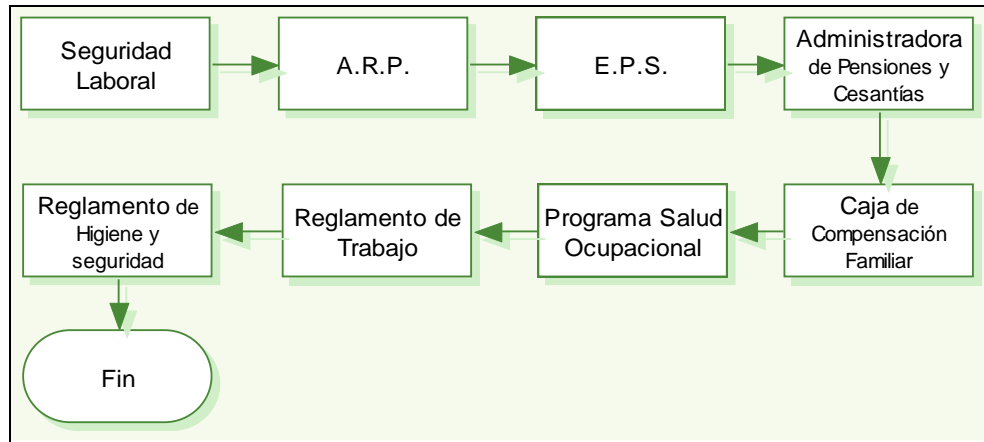 Seguridad
Laboral
A.R.P.
E.P.S.
Administradora
de Pensiones y
Cesantías
Caja de
Compensación
Familiar
Programa Salud
Ocupacional
Reglamento de
Trabajo
Reglamento de
Higiene y
seguridad
Fin